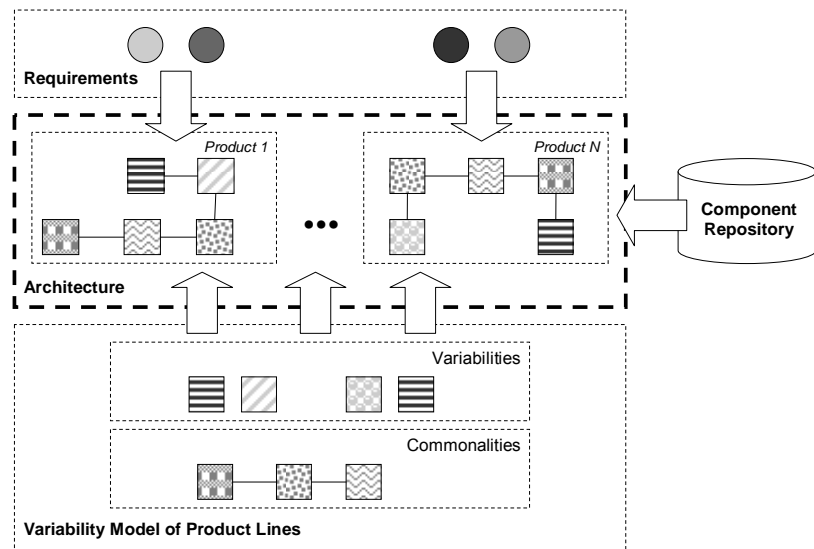 Requirements
Product 1
Product N
Component
Repository
Architecture
Variabilities
Commonalities
Variability Model of Product Lines